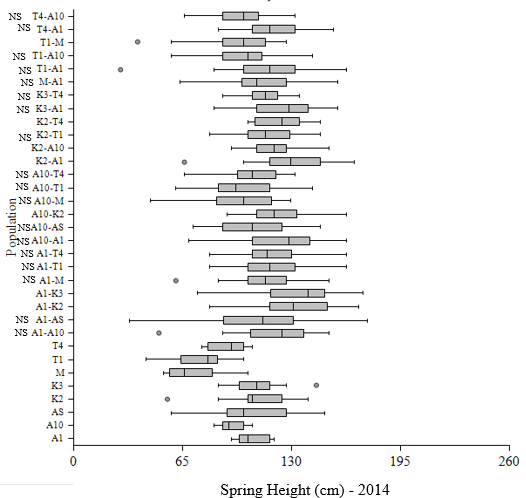 NS T4-A10
NS T4-A1
T1-M
NS T1-A10
NS T1-A1
NS M-A1
NS K3-T4
NS K3-A1
K2-T4
NS K2-T1
K2-A10
K2-A1
NS A10-T4
NS A10-T1
NS A10-M
A10-K2
NS A10-AS
NS A10-A1
NS A1-T4
NS A1-T1
NS A1-M
A1-K3
A1-K2
NS A1-AS
NS A1-A10
T4
T1
M
K3
K2
AS
A10
A1
Population
0 65 130 195 260
Spring Height (cm) - 2014